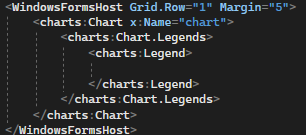 <WindowsFormsHost Grid.Row="1" Margin="5">
<charts:Chart x:Name="chart">
<charts:Chart.Legends>
<charts:Legend>
</charts:Legend>
</charts:Chart.Legends>
</charts:Chart>
</WindowsFormsHost>